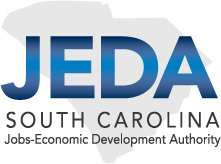 JEDA
SOUTH CAROLINA
Jobs-Economic Development Authority